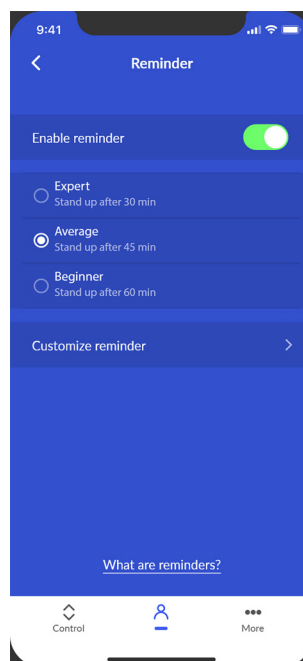 9:41
Reminder
Enable reminder
Expert
Stand up after 30 min
Average
Stand up after 45 min
Beginner
Stand up after 60 min
Customize reminder
What are reminders?
Control
More